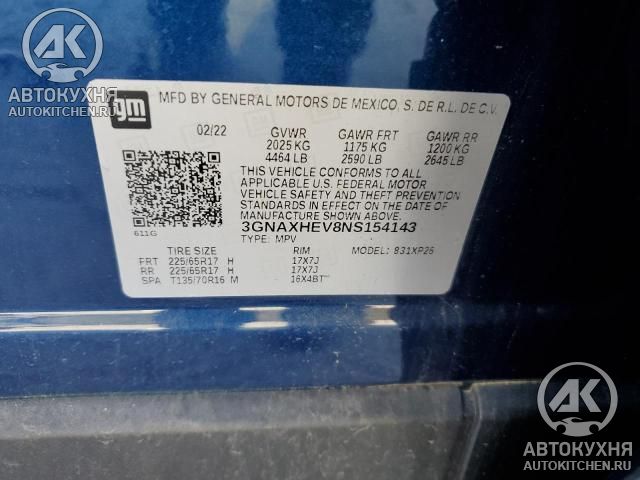 AK
АВТОКУХНЯ
AUTOKITCHEN.RU
gm
MFD BY GENERAL MOTORS DE MEXICO, S. DE R.L. DE C.V.
02/22 GVWR GAWR FRT GAWR RR
2025 KG 1175 KG 1200 KG
4464 LB 2590 LB 2645 LB
THIS VEHICLE CONFORMS TO ALL
APPLICABLE U.S. FEDERAL MOTOR
VEHICLE SAFETY AND THEFT PREVENTION
STANDARDS IN EFFECT ON THE DATE OF
MANUFACTURE SHOWN ABOVE.
3GNAXHEV8NS154143
611G
TYPE: MPV MODEL: 831XP26
TIRE SIZE RIM
FRT 225/65R17 H 17X7J
RR 225/65R17 H 17X7J
SPA T135/70R16 M 16X4BT
AK
АВТОКУХНЯ
AUTOKITCHEN.RU